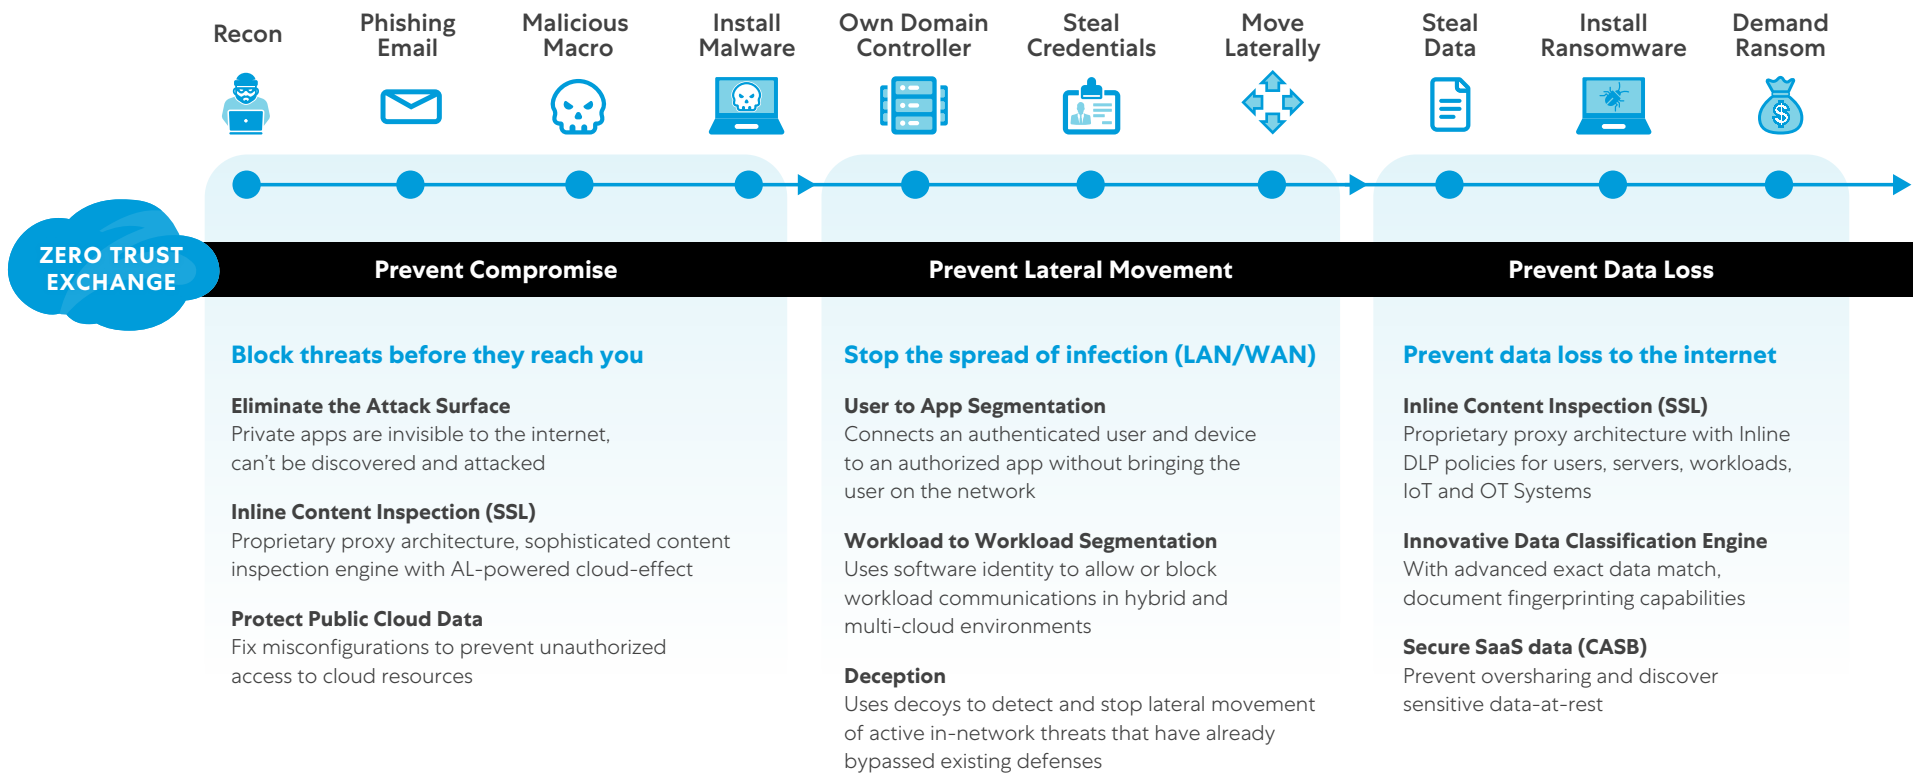 Recon
Phishing
Email
Malicious
Macro
Install
Malware
Own Domain
Controller
Steal
Credentials
Move
Laterally
Steal
Data
Install
Ransomware
Demand
Ransom
$
ZERO TRUST
EXCHANGE
Prevent Compromise
Prevent Lateral Movement
Prevent Data Loss
Block threats before they reach you
Eliminate the Attack Surface
Private apps are invisible to the internet,
can't be discovered and attacked
Inline Content Inspection (SSL)
Proprietary proxy architecture, sophisticated content
inspection engine with AL-powered cloud-effect
Protect Public Cloud Data
Fix misconfigurations to prevent unauthorized
access to cloud resources
Stop the spread of infection (LAN/WAN)
User to App Segmentation
Connects an authenticated user and device
to an authorized app without bringing the
user on the network
Workload to Workload Segmentation
Uses software identity to allow or block
workload communications in hybrid and
multi-cloud environments
Deception
Uses decoys to detect and stop lateral movement
of active in-network threats that have already
bypassed existing defenses
Prevent data loss to the internet
Inline Content Inspection (SSL)
Proprietary proxy architecture with Inline
DLP policies for users, servers, workloads,
IoT and OT Systems
Innovative Data Classification Engine
With advanced exact data match,
document fingerprinting capabilities
Secure SaaS data (CASB)
Prevent oversharing and discover
sensitive data-at-rest